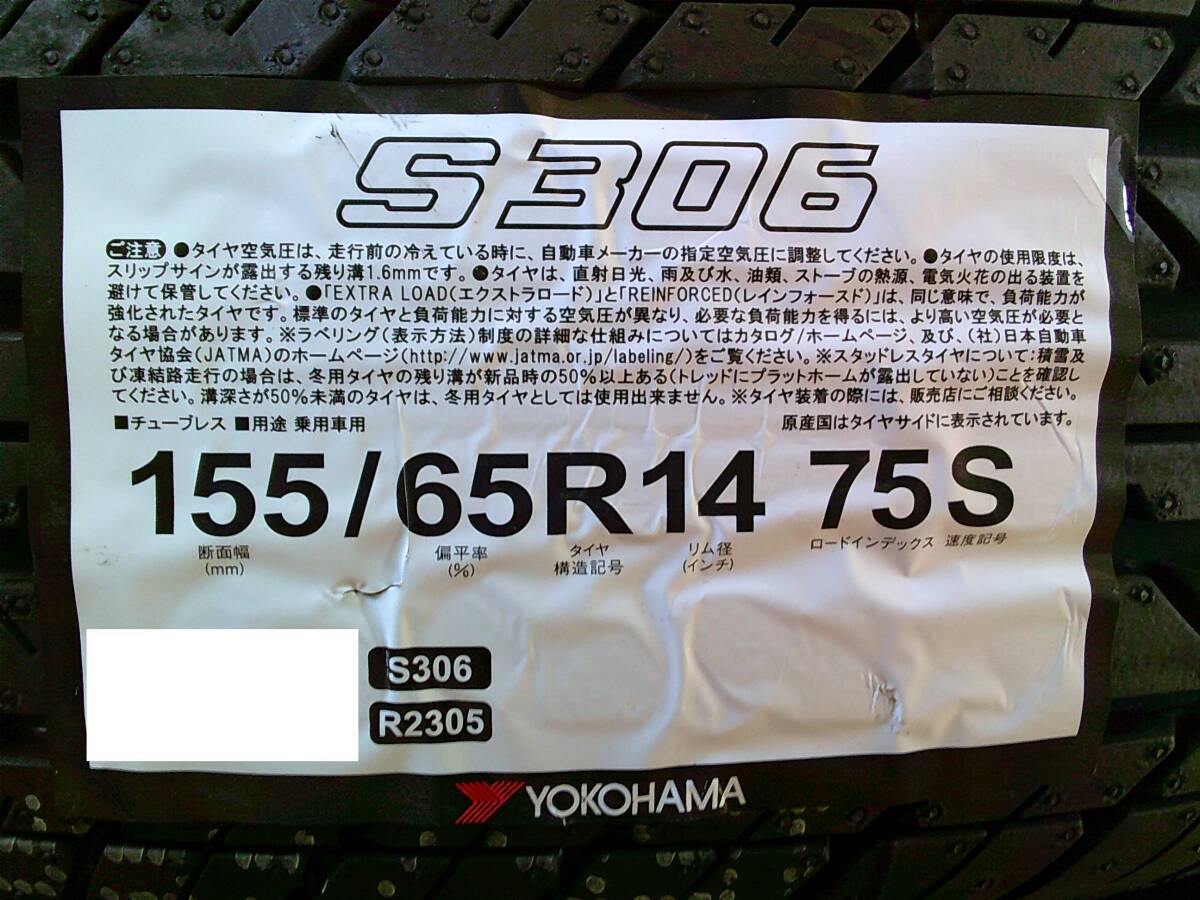 S306
ご注意 ●タイヤ空気圧は、走行前の冷えている時に、自動車メーカーの指定空気圧に調整してください。●タイヤの使用限度は、
スリップサインが露出する残り溝1.6mmです。●タイヤは、直射日光、雨及び水、油類、ストーブの熱源、電気火花の出る装置を
避けて保管してください。●「EXTRA LOAD(エクストラロード)」と「REINFORCED(レインフォースド)」は、同じ意味で、負荷能力が
強化されたタイヤです。標準のタイヤと負荷能力に対する空気圧が異なり、必要な負荷能力を得るには、より高い空気圧が必要と
なる場合があります。※ラベリング(表示方法)制度の詳細な仕組みについてはカタログ/ホームページ、及び、(社)日本自動車
タイヤ協会(JATMA)のホームページ(http://www.jatma.or.jp/labeling/)をご覧ください。※スタッドレスタイヤについて:積雪及
び凍結路走行の場合は、冬用タイヤの残り溝が新品時の50%以上ある(トレッドにプラットホームが露出していない)ことを確認し
てください。溝深さが50%未満のタイヤは、冬用タイヤとしては使用出来ません。※タイヤ装着の際には、販売店にご相談ください。
■チューブレス ■用途 乗用車用 原産国はタイヤサイドに表示されています。
155/65R14 75S
断面幅 偏平率 タイヤ リム径 ロードインデックス 速度記号
(mm) (%) 構造記号 (インチ)
S306
R2305
YOKOHAMA